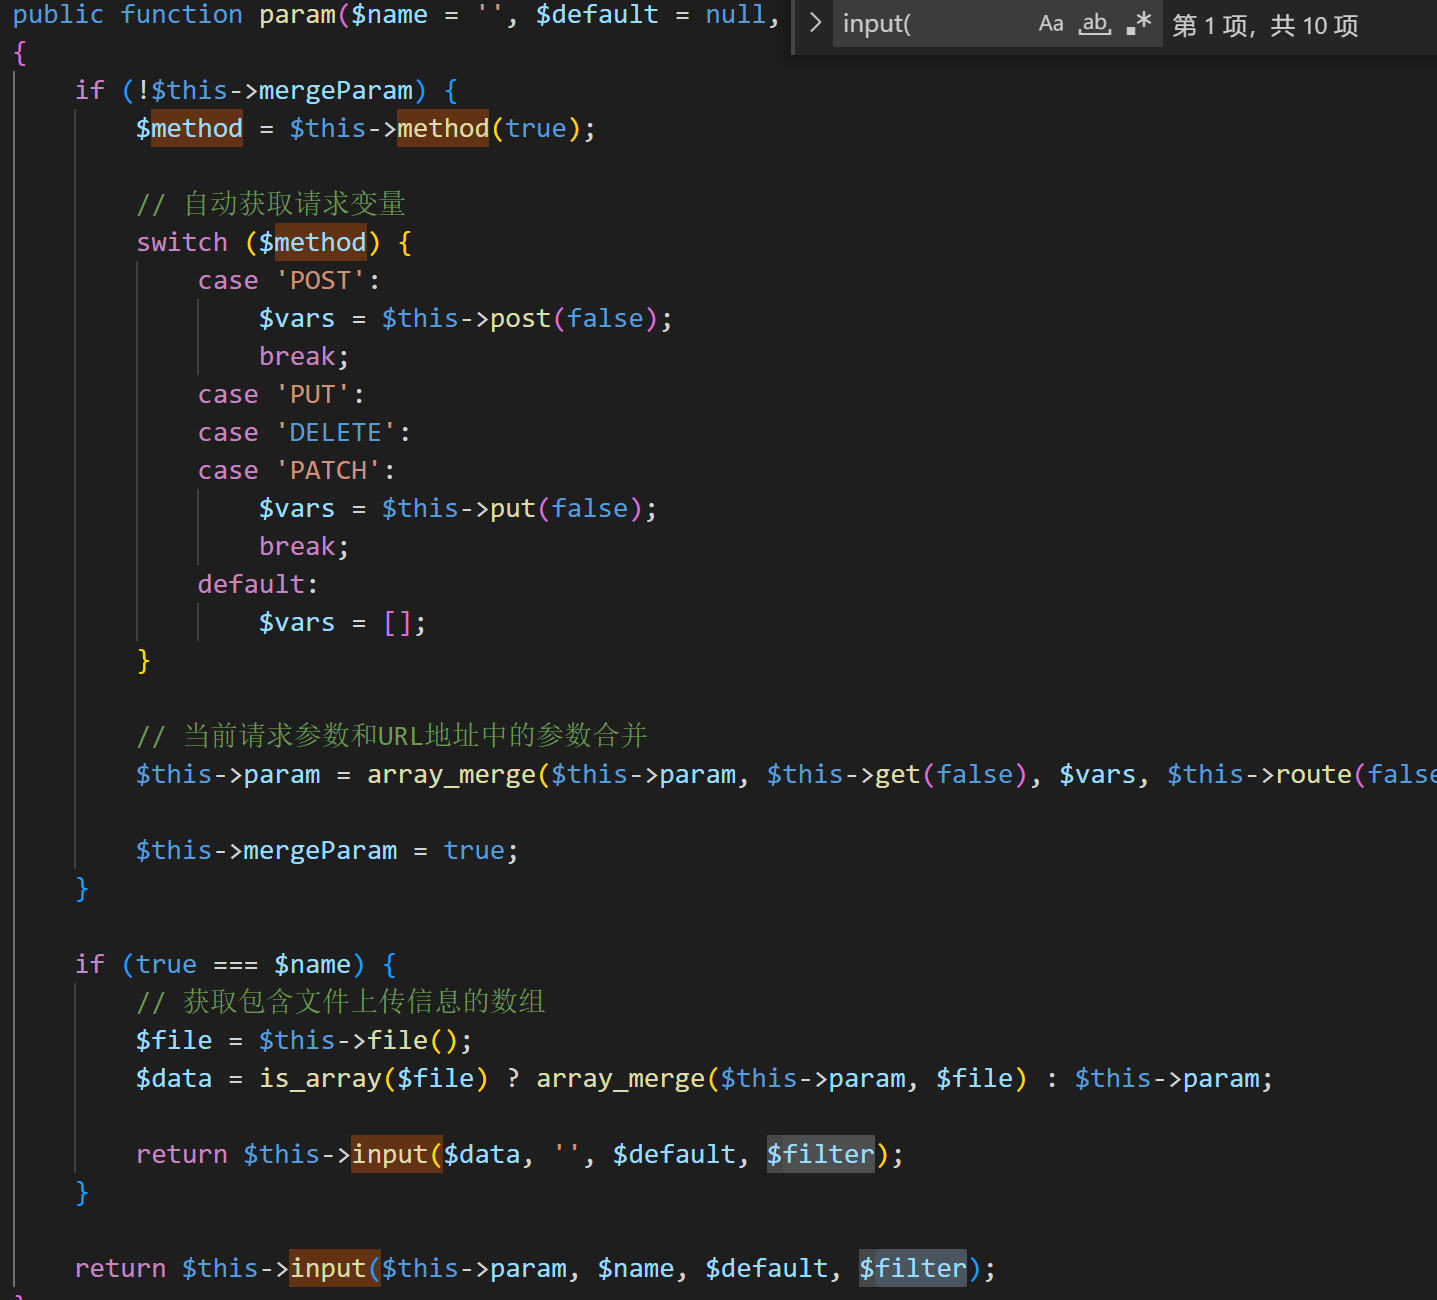 public function param($name = '', $default = null,
input(
Aa ab .* 第 1 项, 共 10 项
{
if (!$this->mergeParam) {
$method = $this->method(true);
// 自动获取请求变量
switch ($method) {
case 'POST':
$vars = $this->post(false);
break;
case 'PUT':
case 'DELETE':
case 'PATCH':
$vars = $this->put(false);
break;
default:
$vars = [];
}
// 当前请求参数和URL地址中的参数合并
$this->param = array_merge($this->param, $this->get(false), $vars, $this->route(false
$this->mergeParam = true;
}
if (true === $name) {
// 获取包含文件上传信息的数组
$file = $this->file();
$data = is_array($file) ? array_merge($this->param, $file) : $this->param;
return $this->input($data, '', $default, $filter);
}
return $this->input($this->param, $name, $default, $filter);